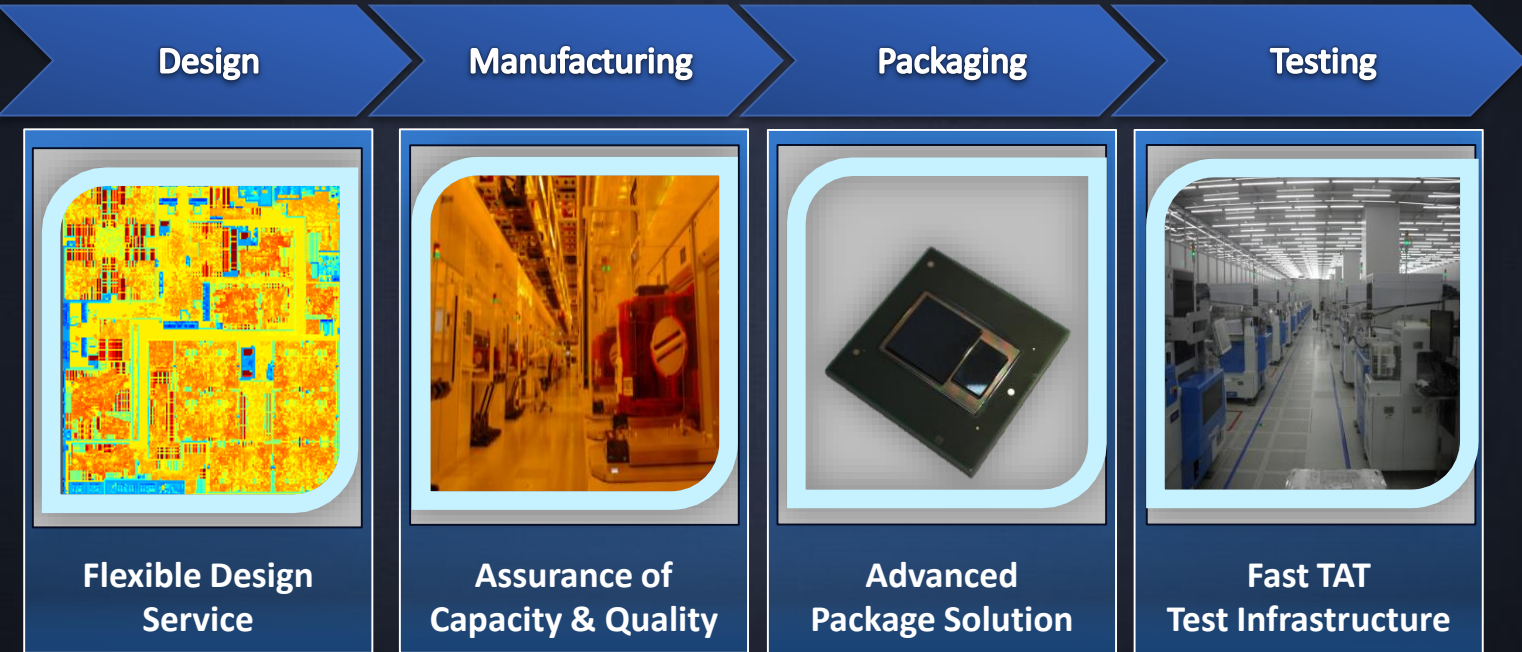 Design
Manufacturing
Packaging
Testing
Flexible Design
Service
Assurance of
Capacity & Quality
Advanced
Package Solution
Fast TAT
Test Infrastructure